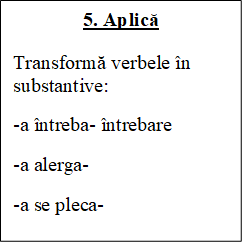 5. Aplică
Transformă verbele în
substantive:
-a întreba- întrebare
-a alerga-
-a se pleca-